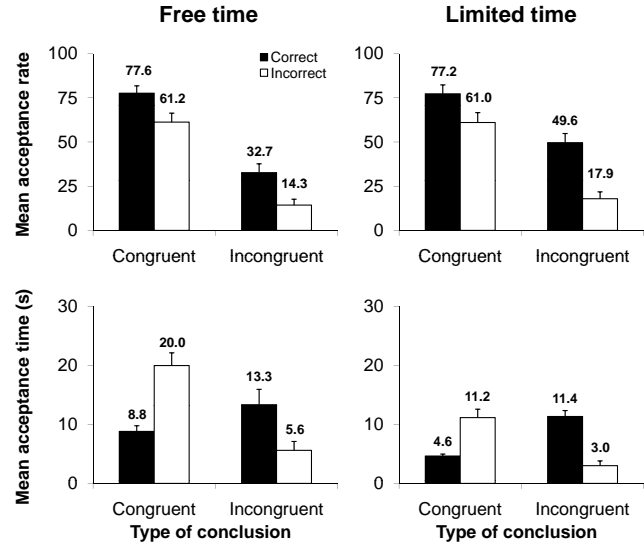 Free time
Limited time
Mean acceptance rate
100
75
50
25
0
77.6
61.2
32.7
14.3
Correct
Incorrect
Congruent
Incongruent
100
75
50
25
0
77.2
61.0
49.6
17.9
Congruent
Incongruent
Mean acceptance time (s)
30
20
10
0
8.8
20.0
13.3
5.6
Congruent
Incongruent
Type of conclusion
30
20
10
0
4.6
11.2
11.4
3.0
Congruent
Incongruent
Type of conclusion